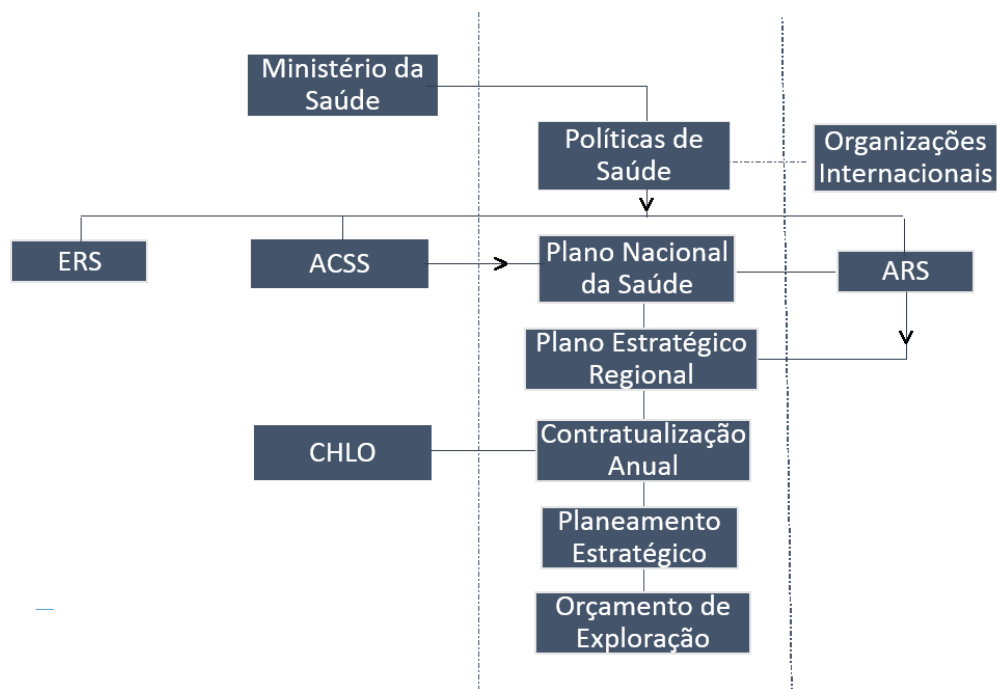 Ministério da
Saúde
Políticas de
Saúde
Organizações
Internacionais
ERS
ACSS
Plano Nacional
da Saúde
ARS
Plano Estratégico
Regional
CHLO
Contratualização
Anual
Planeamento
Estratégico
Orçamento de
Exploração